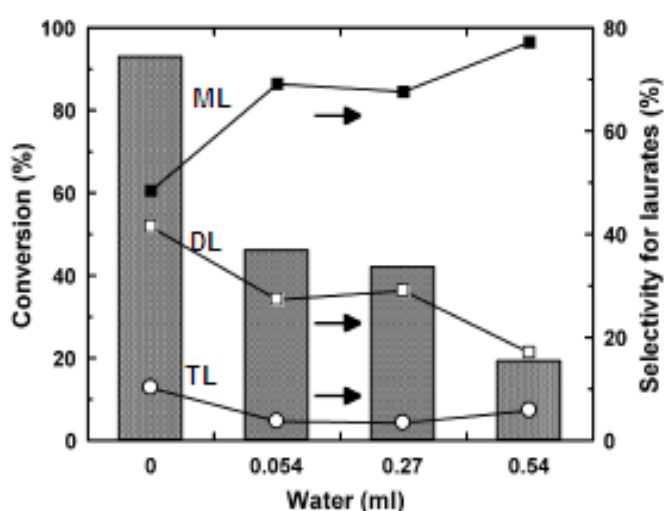 100
80
60
40
20
0
Conversion (%)
80
60
40
20
0
Selectivity for laurates (%)
ML
DL
TL
0 0.054 0.27 0.54
Water (ml)